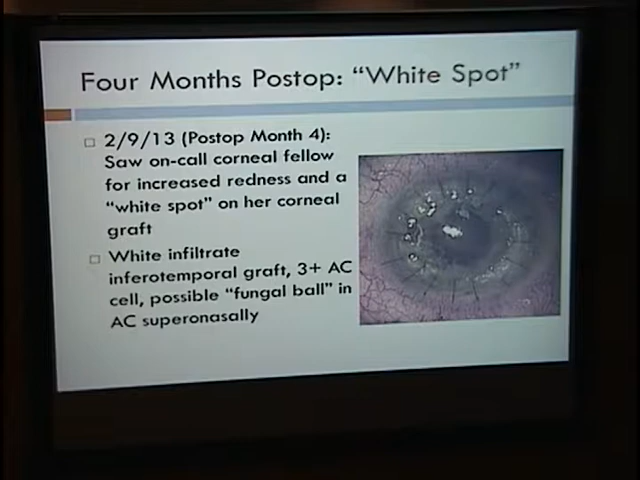 Four Months Postop: “White Spot”
2/9/13 (Postop Month 4):
Saw on-call corneal fellow
for increased redness and a
“white spot” on her corneal
graft
White infiltrate
inferotemporal graft, 3+ AC
cell, possible “fungal ball” in
AC superonasally